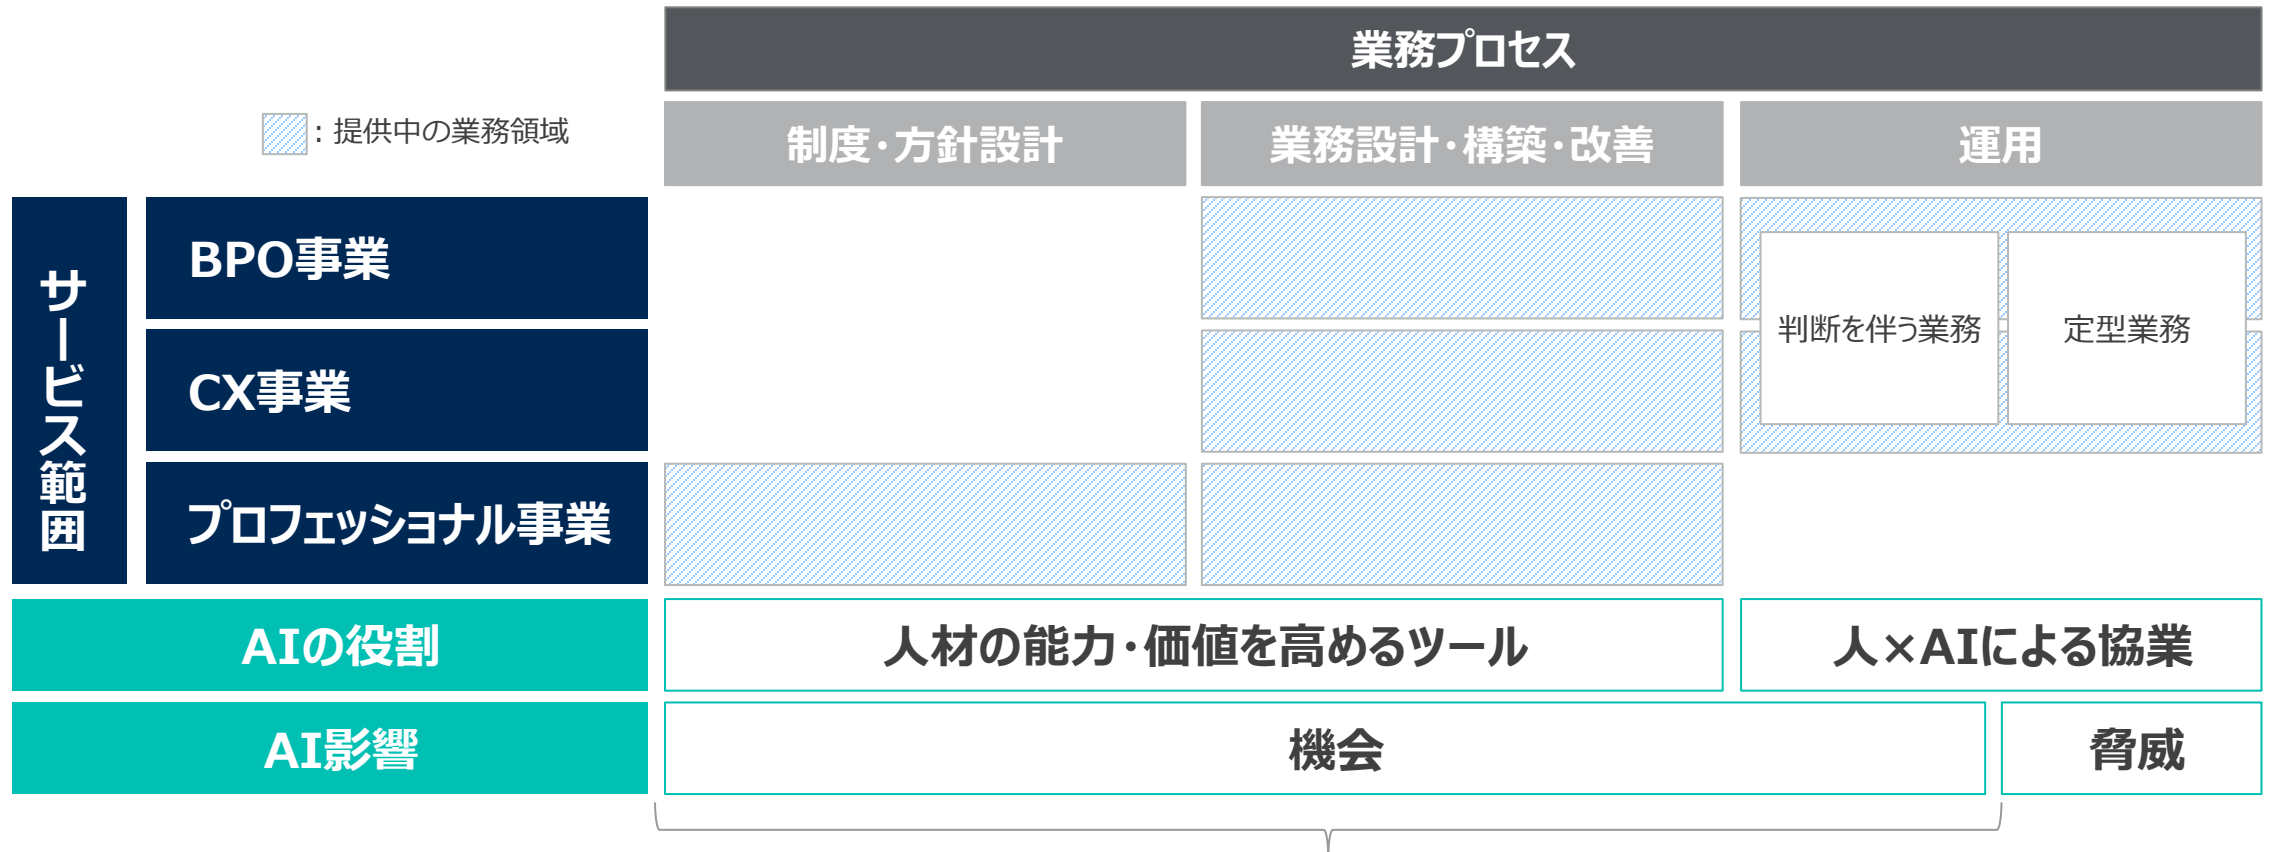 業務プロセス
：提供中の業務領域
制度・方針設計
業務設計・構築・改善
運用
サービス範囲
BPO事業
判断を伴う業務
定型業務
CX事業
プロフェッショナル事業
AIの役割
人材の能力・価値を高めるツール
人×AIによる協業
AI影響
機会
脅威